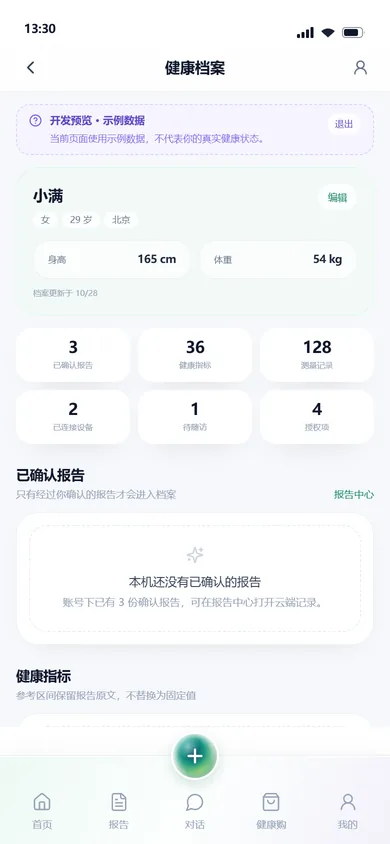 13:30
健康档案
开发预览 • 示例数据
当前页面使用示例数据，不代表你的真实健康状态。
退出
小满
编辑
女
29 岁
北京
身高
165 cm
体重
54 kg
档案更新于 10/28
3
已确认报告
36
健康指标
128
测量记录
2
已连接设备
1
待随访
4
授权项
已确认报告
只有经过你确认的报告才会进入档案
报告中心
本机还没有已确认的报告
账号下已有 3 份确认报告，可在报告中心打开云端记录。
健康指标
参考区间保留报告原文，不替换为固定值
首页
报告
对话
健康购
我的